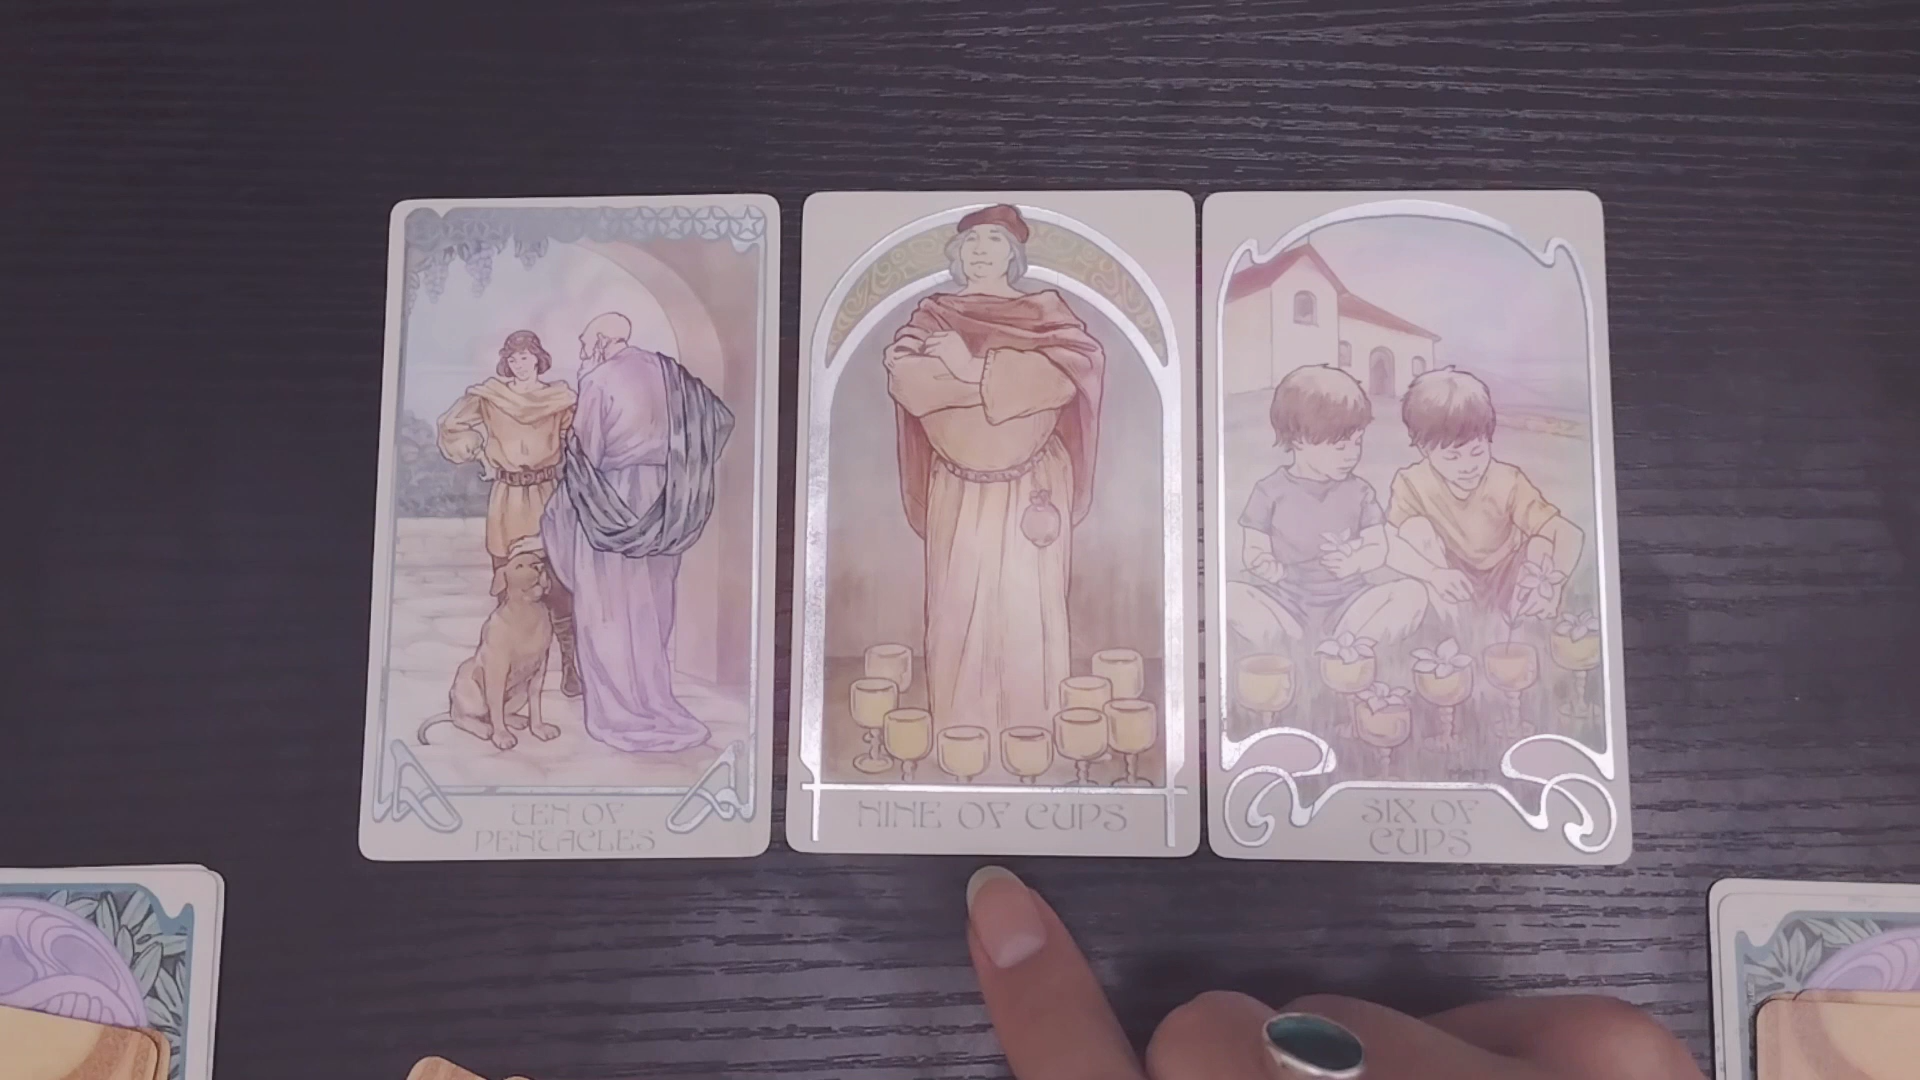 TEN OF
PENTACLES
NINE OF CUPS
SIX OF
CUPS